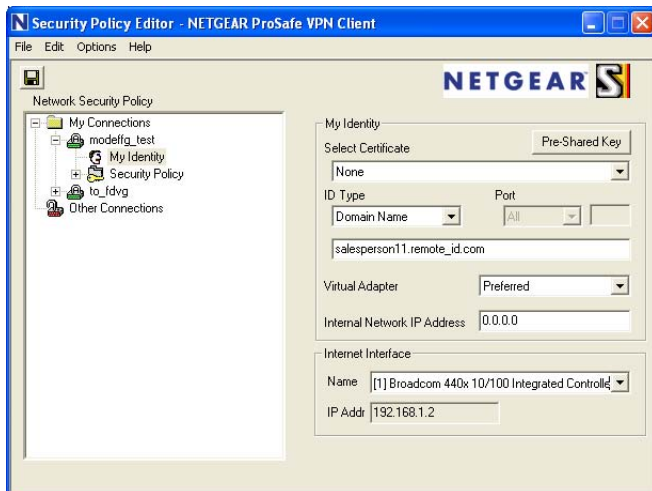 N Security Policy Editor - NETGEAR ProSafe VPN Client
File Edit Options Help
NETGEAR
Network Security Policy
My Connections
modeffg_test
My Identity
Security Policy
to_fdvg
Other Connections
My Identity
Select Certificate
Pre-Shared Key
None
ID Type
Port
Domain Name
All
salesperson11.remote_id.com
Virtual Adapter
Preferred
Internal Network IP Address
0.0.0.0
Internet Interface
Name
[1] Broadcom 440x 10/100 Integrated Controlle
IP Addr
192.168.1.2